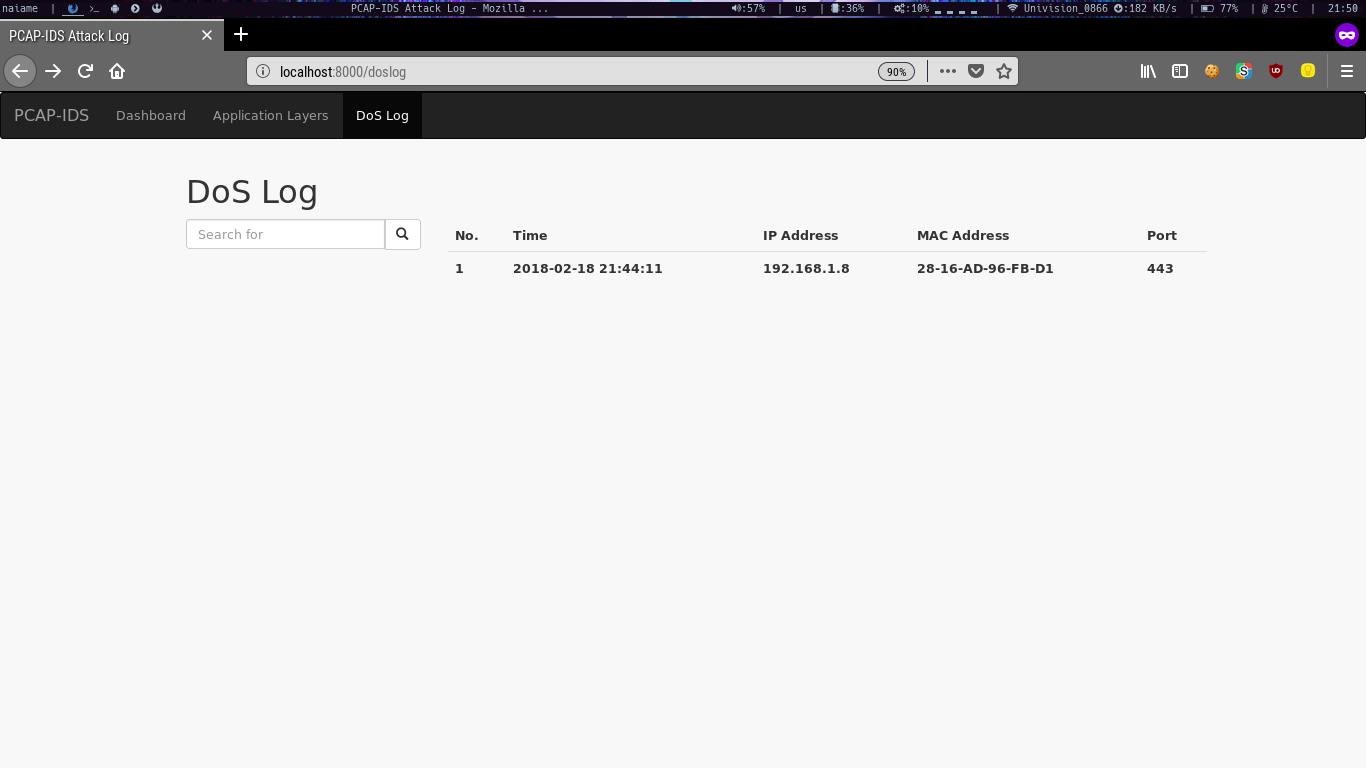 naiame | | PCAP-IDS Attack Log - Mozilla ... :57% | us | :36% | :10% | Univision_0866 :182 KB/s | 77% | 25°C | 21:50
PCAP-IDS Attack Log
localhost:8000/doslog 90%
PCAP-IDS Dashboard Application Layers DoS Log
DoS Log
Search for
No. Time IP Address MAC Address Port
1 2018-02-18 21:44:11 192.168.1.8 28-16-AD-96-FB-D1 443